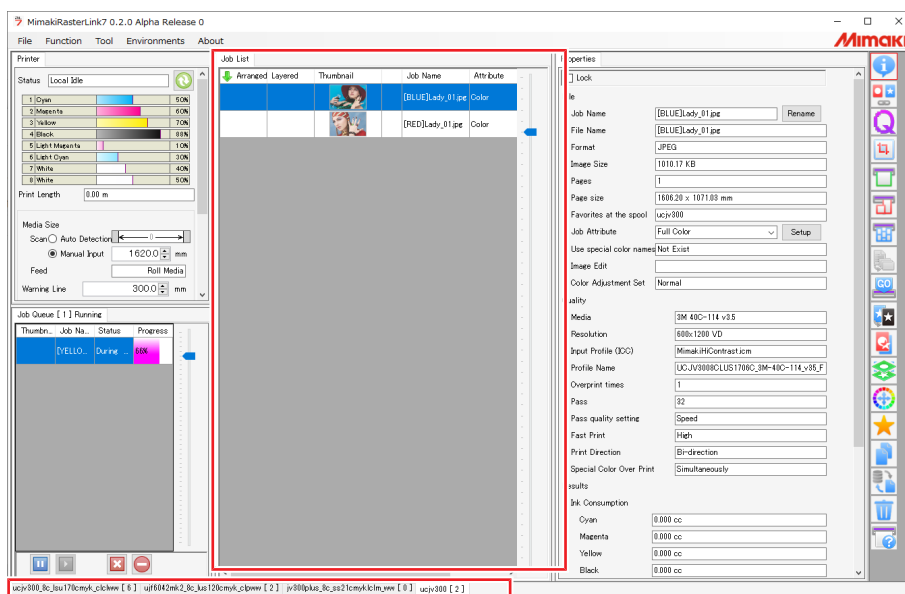 MimakiRasterLink7 0.2.0 Alpha Release 0
File Function Tool Environments About
Mimaki
Printer
Status Local Idle
1 Cyan 50%
2 Magenta 60%
3 Yellow 70%
4 Black 88%
5 Light Magenta 10%
6 Light Cyan 30%
7 White 40%
8 White 50%
Print Length 0.00 m
Media Size
Scan Auto Detection 0
Manual Input 1620.0 mm
Feed Roll Media
Warning Line 300.0 mm
Job Queue [ 1 ] Running
Thumbn... Job Na... Status Progress
[YELLO... During ... 66%
Job List
Arranged Layered Thumbnail Job Name Attribute
[BLUE]Lady_01.jpg Color
[RED]Lady_01.jpg Color
operties
Lock
le
Job Name [BLUE]Lady_01.jpg Rename
File Name [BLUE]Lady_01.jpg
Format JPEG
Image Size 1010.17 KB
Pages 1
Page size 1606.20 x 1071.03 mm
Favorites at the spool ucjv300
Job Attribute Full Color Setup
Use special color names Not Exist
Image Edit
Color Adjustment Set Normal
uality
Media 3M 40C-114 v3.5
Resolution 600x1200 VD
Input Profile (ICC) MimakiHiContrast.icm
Profile Name UCJV3008CLUS1706C_3M-40C-114_v35_F
Overprint times 1
Pass 32
Pass quality setting Speed
Fast Print High
Print Direction Bi-direction
Special Color Over Print Simultaneously
esults
Ink Consumption
Cyan 0.000 cc
Magenta 0.000 cc
Yellow 0.000 cc
Black 0.000 cc
GO
ucjv300_8c_lsu170cmyk_clclww [ 6 ] ujf6042mk2_8c_lus120cmyk_clpww [ 2 ] jv300plus_8c_ss21cmyklclm_ww [ 0 ] ucjv300 [ 2 ]